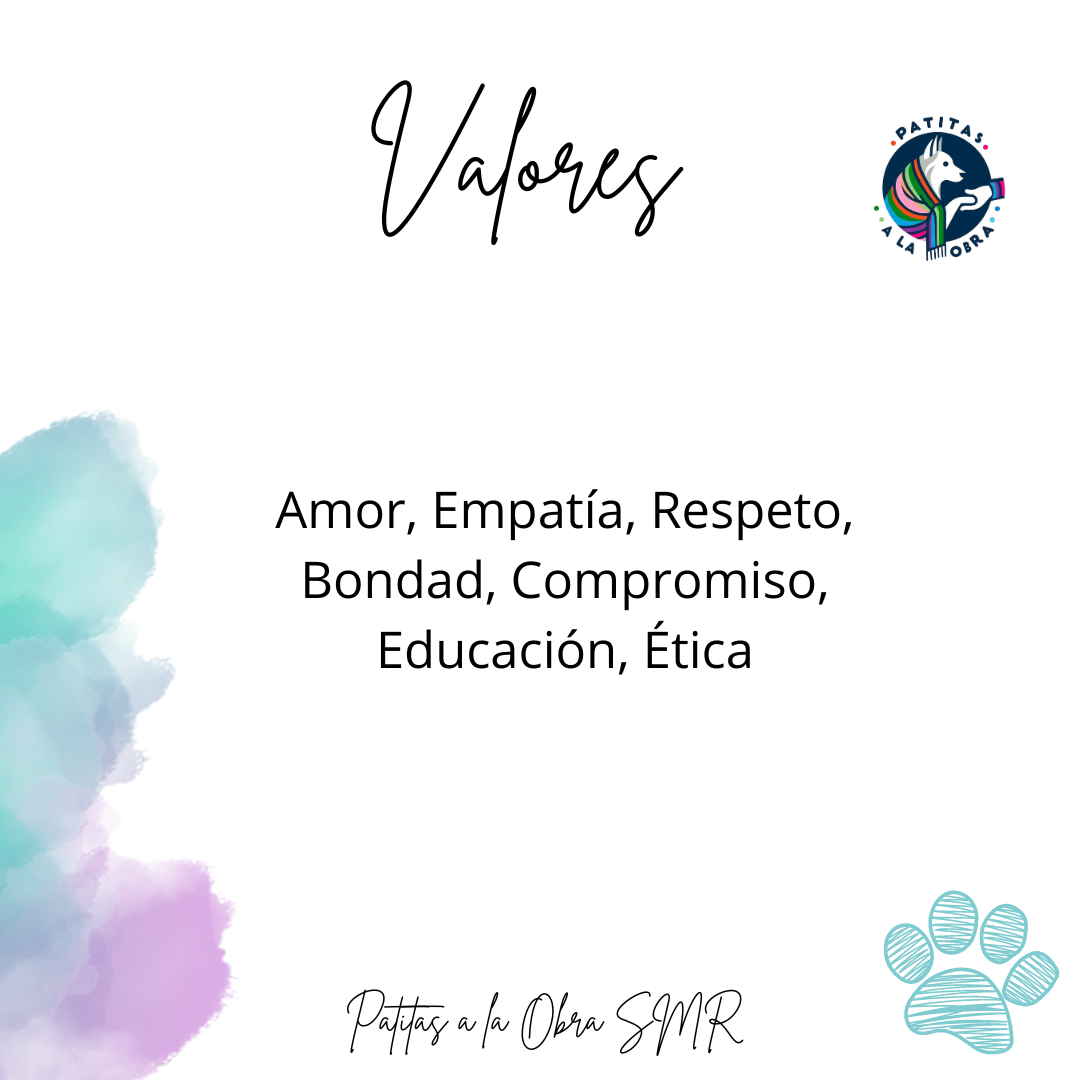 Valores
PATITAS
A LA OBRA
Amor, Empatía, Respeto,
Bondad, Compromiso,
Educación, Ética
Patitas a la Obra SMR